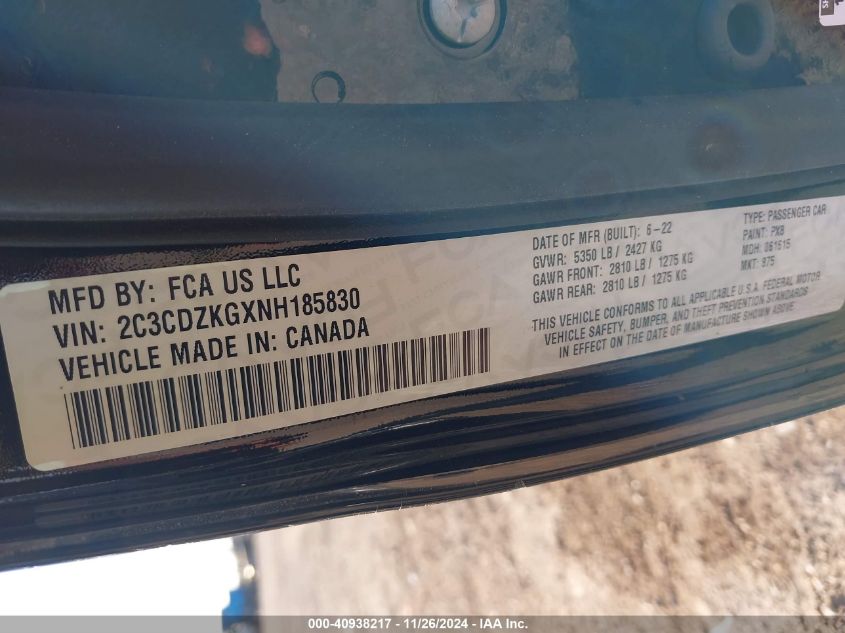 MFD BY: FCA US LLC
VIN: 2C3CDZKGXNH185830
VEHICLE MADE IN: CANADA
DATE OF MFR (BUILT): 6-22
GVWR: 5350 LB / 2427 KG
GAWR FRONT: 2810 LB / 1275 KG
GAWR REAR: 2810 LB / 1275 KG
TYPE: PASSENGER CAR
PAINT: PX8
MDH: 061615
MKT: 975
THIS VEHICLE CONFORMS TO ALL APPLICABLE U.S.A. FEDERAL MOTOR
VEHICLE SAFETY, BUMPER, AND THEFT PREVENTION STANDARDS
IN EFFECT ON THE DATE OF MANUFACTURE SHOWN ABOVE.
000-40938217 - 11/26/2024 - IAA Inc.